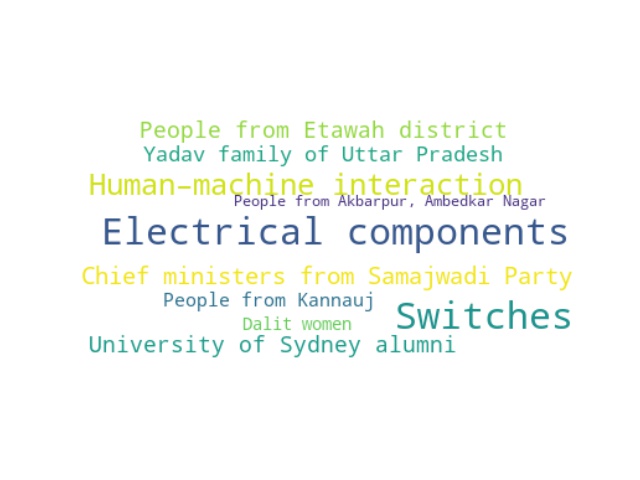 People from Etawah district
Yadav family of Uttar Pradesh
Human–machine interaction
People from Akbarpur, Ambedkar Nagar
Electrical components
Chief ministers from Samajwadi Party
People from Kannauj
Switches
Dalit women
University of Sydney alumni